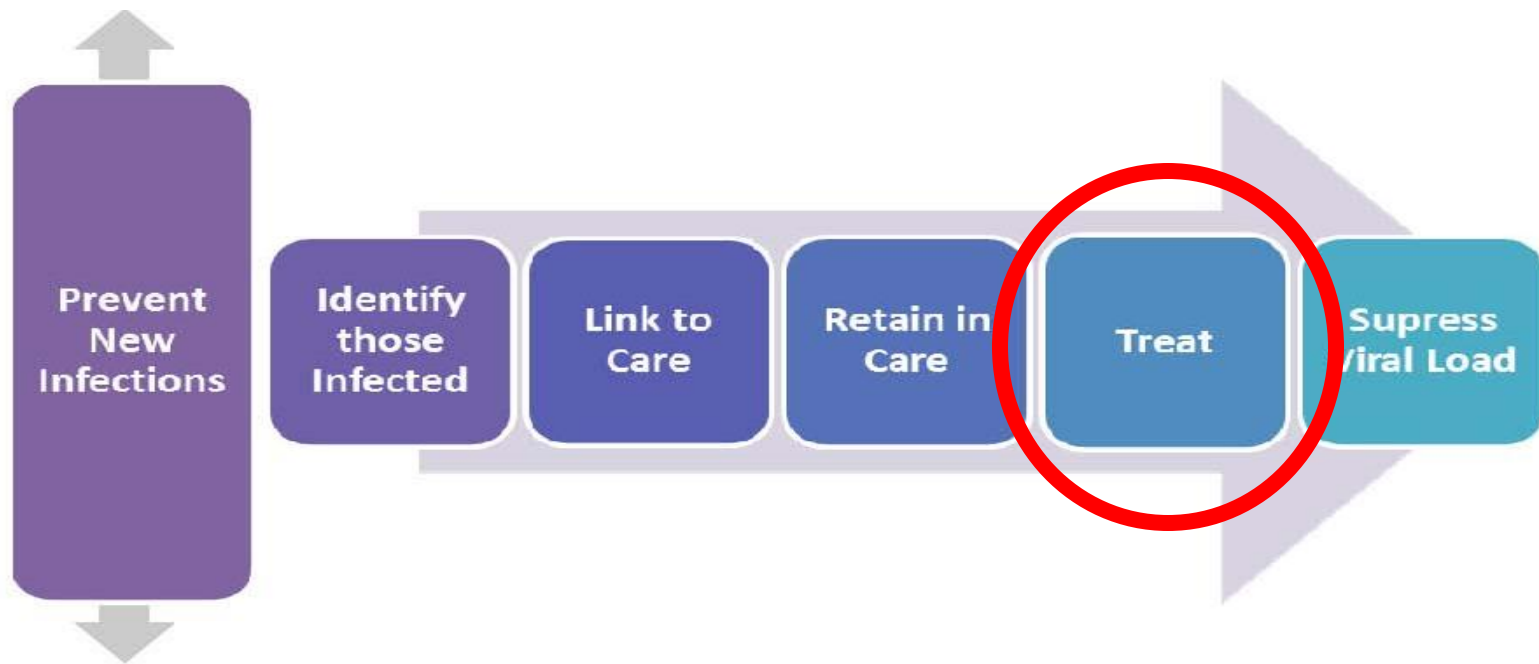 Prevent
New
Infections
Identify
those
Infected
Link to
Care
Retain in
Care
Treat
Supress
Viral Load